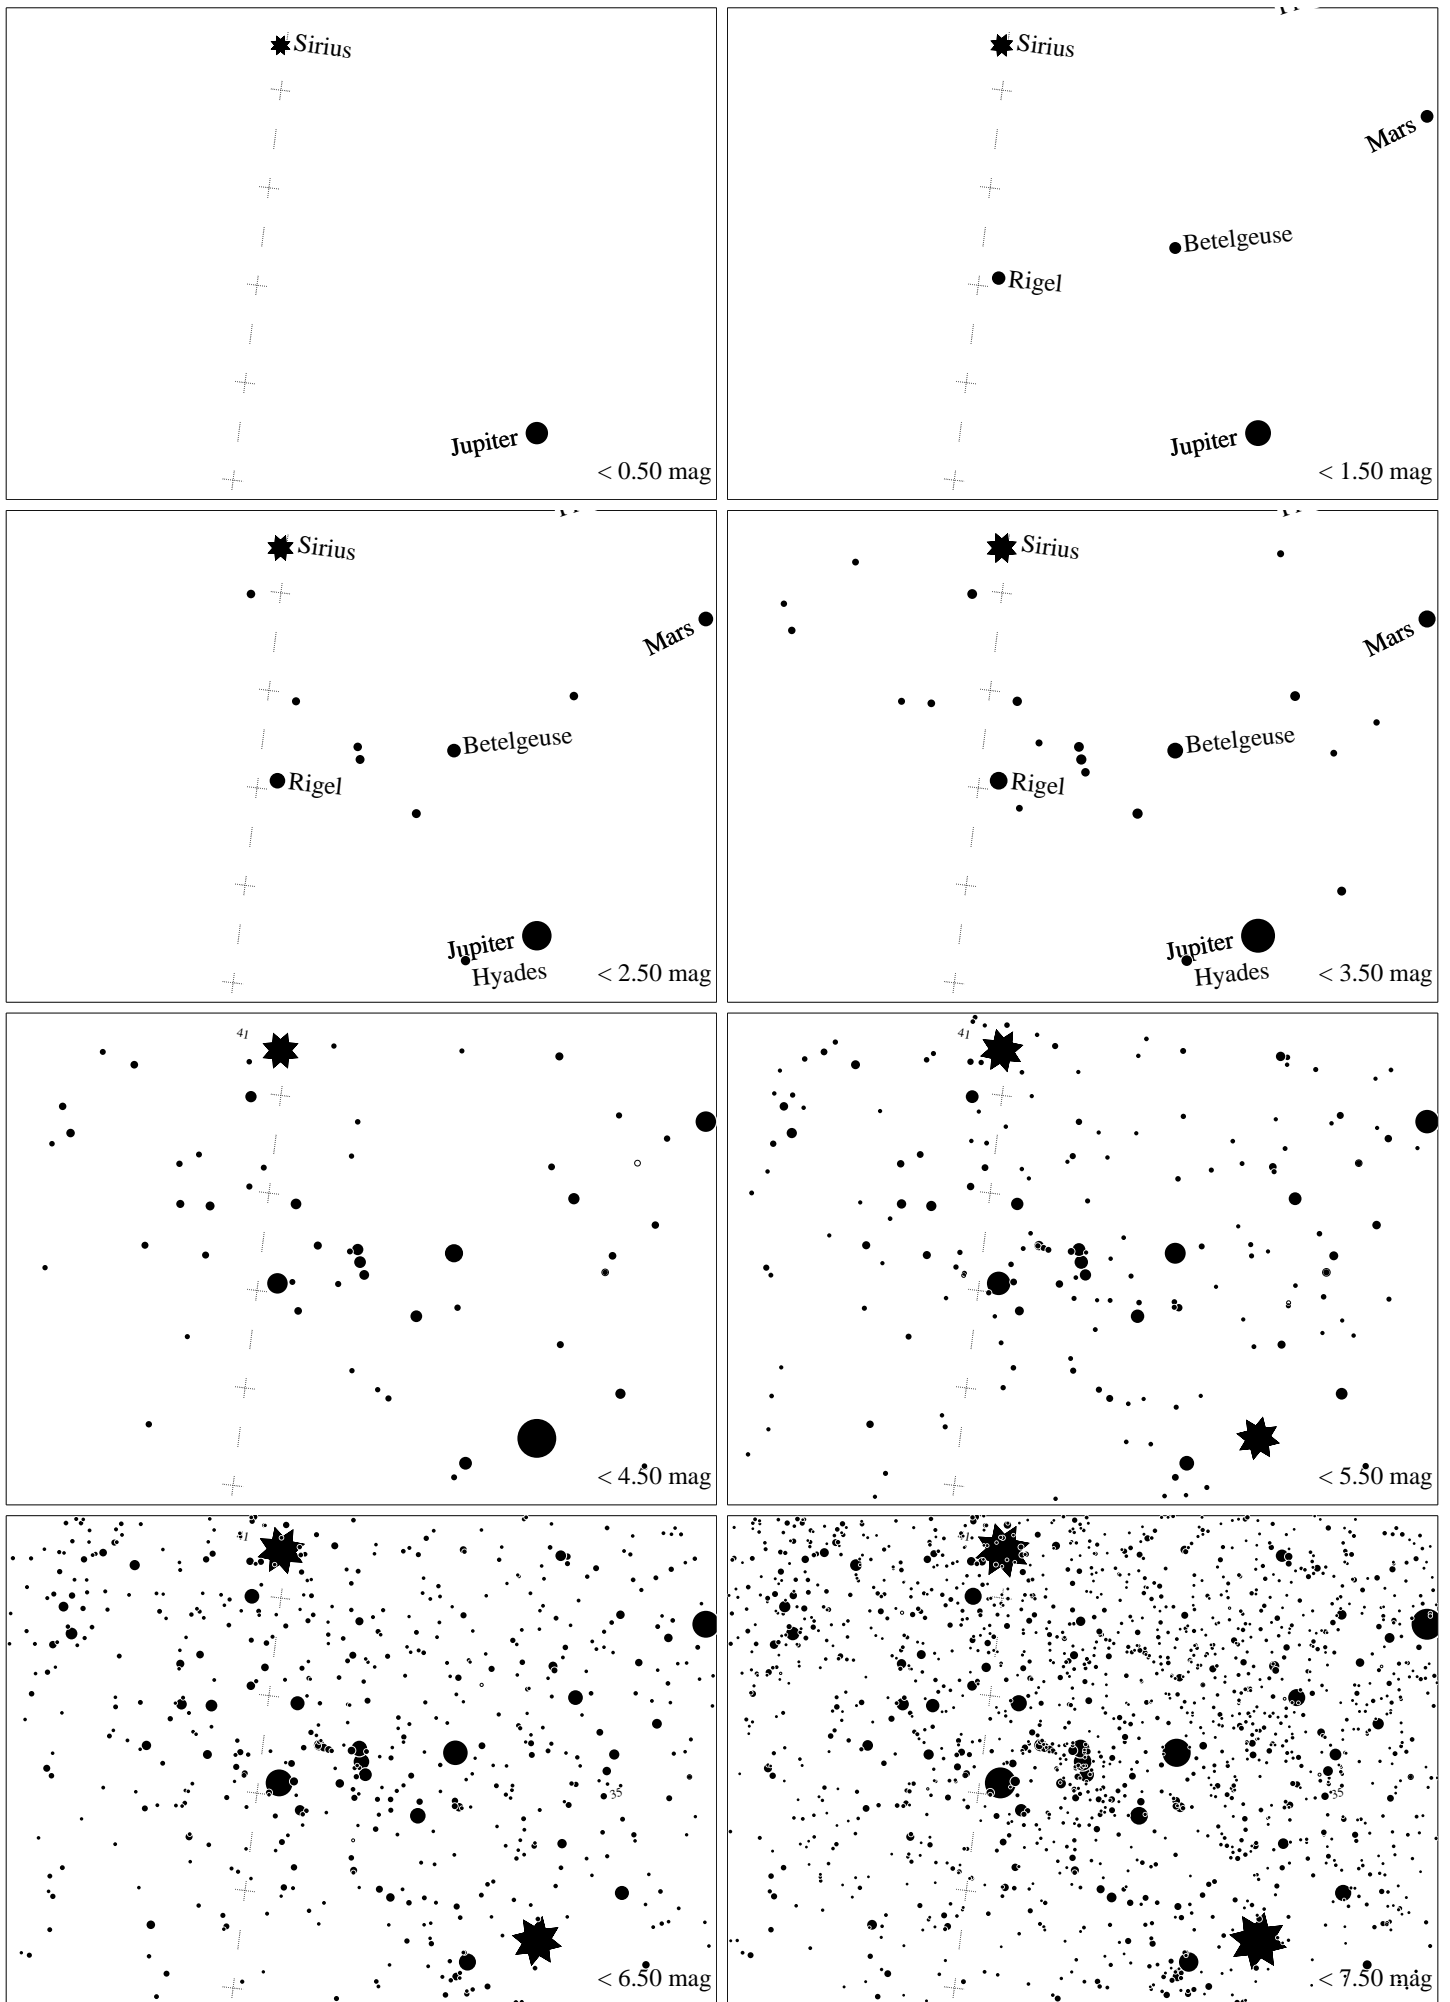 Sirius
Jupiter
< 0.50 mag
Sirius
Mars
Betelgeuse
Rigel
Jupiter
< 1.50 mag
Sirius
Mars
Betelgeuse
Rigel
Jupiter
Hyades
< 2.50 mag
Sirius
Mars
Betelgeuse
Rigel
Jupiter
Hyades
< 3.50 mag
41
< 4.50 mag
41
< 5.50 mag
41
35
< 6.50 mag
41
35
< 7.50 mag